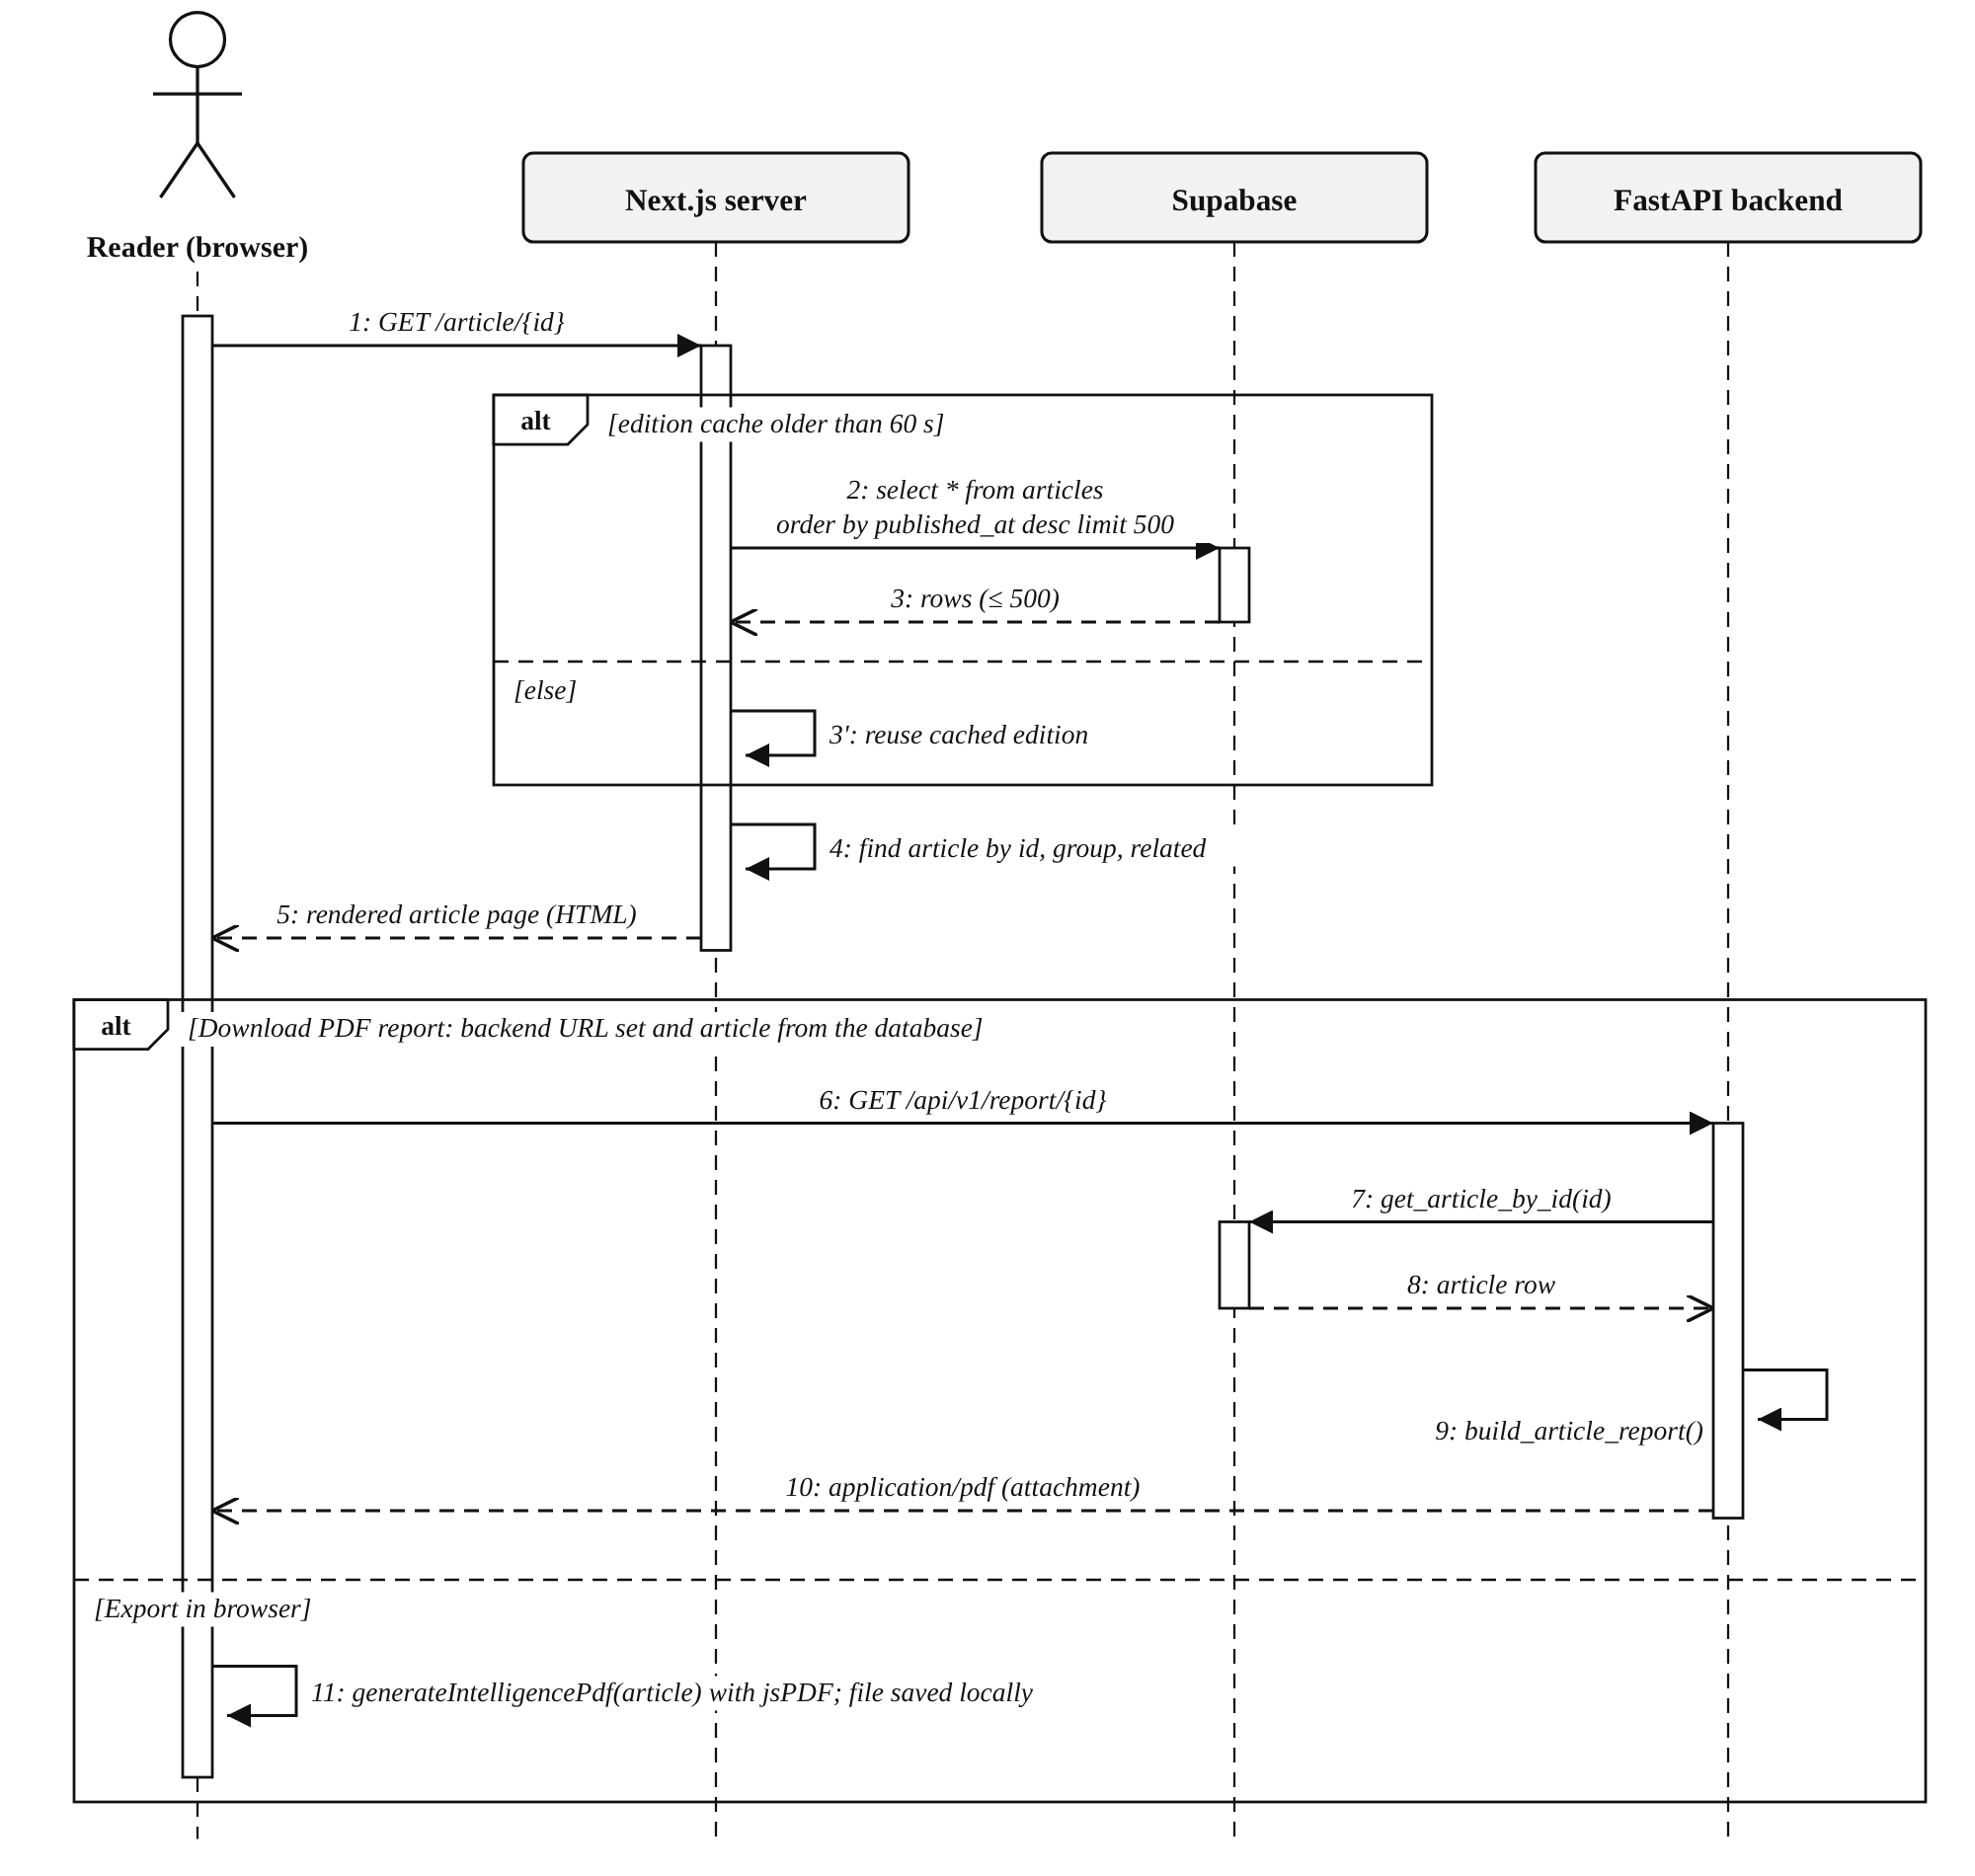 Reader (browser)
Next.js server
Supabase
FastAPI backend
1: GET /article/{id}
alt
[edition cache older than 60 s]
2: select * from articles
order by published_at desc limit 500
3: rows (≤ 500)
[else]
3': reuse cached edition
4: find article by id, group, related
5: rendered article page (HTML)
alt
[Download PDF report: backend URL set and article from the database]
6: GET /api/v1/report/{id}
7: get_article_by_id(id)
8: article row
9: build_article_report()
10: application/pdf (attachment)
[Export in browser]
11: generateIntelligencePdf(article) with jsPDF; file saved locally